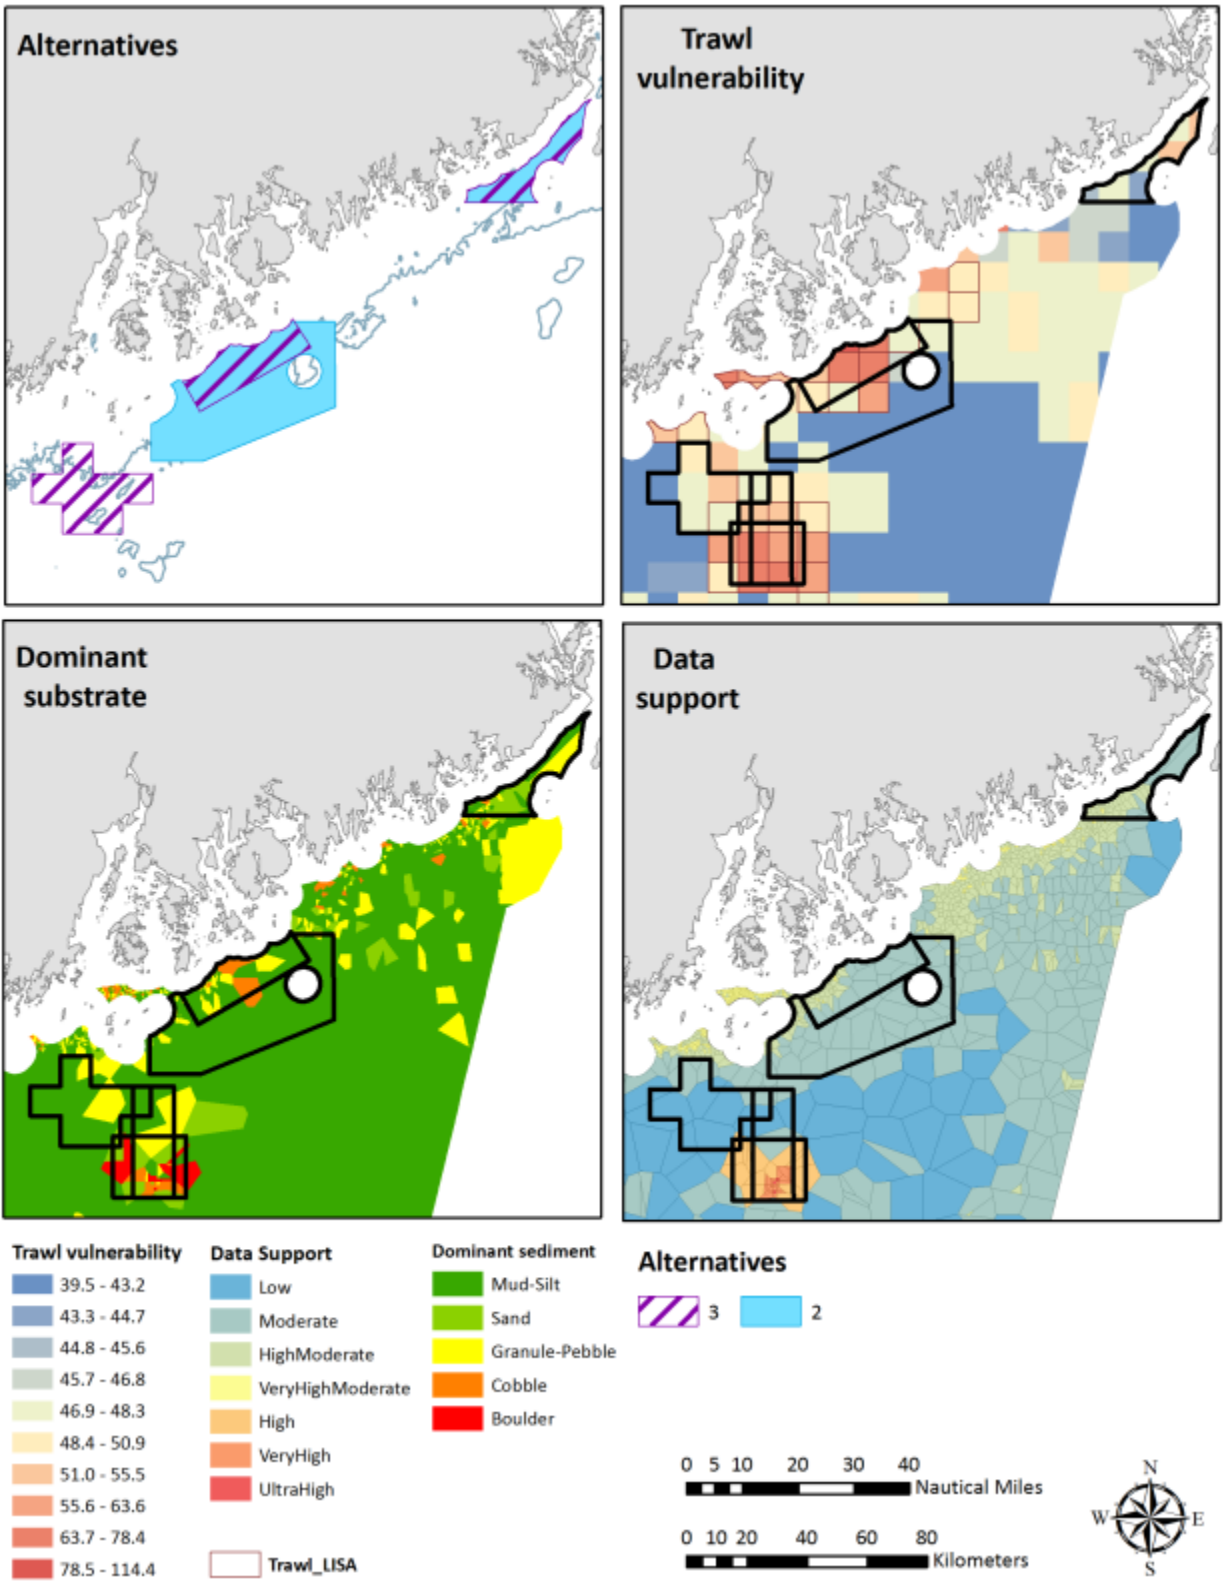 Alternatives
Trawl
vulnerability
Dominant
substrate
Data
support
Trawl vulnerability
39.5 - 43.2
43.3 - 44.7
44.8 - 45.6
45.7 - 46.8
46.9 - 48.3
48.4 - 50.9
51.0 - 55.5
55.6 - 63.6
63.7 - 78.4
78.5 - 114.4
Data Support
Low
Moderate
HighModerate
VeryHighModerate
High
VeryHigh
UltraHigh
Trawl_LISA
Dominant sediment
Mud-Silt
Sand
Granule-Pebble
Cobble
Boulder
Alternatives
3 2
0 5 10 20 30 40
Nautical Miles
0 10 20 40 60 80
Kilometers
N
W E
S